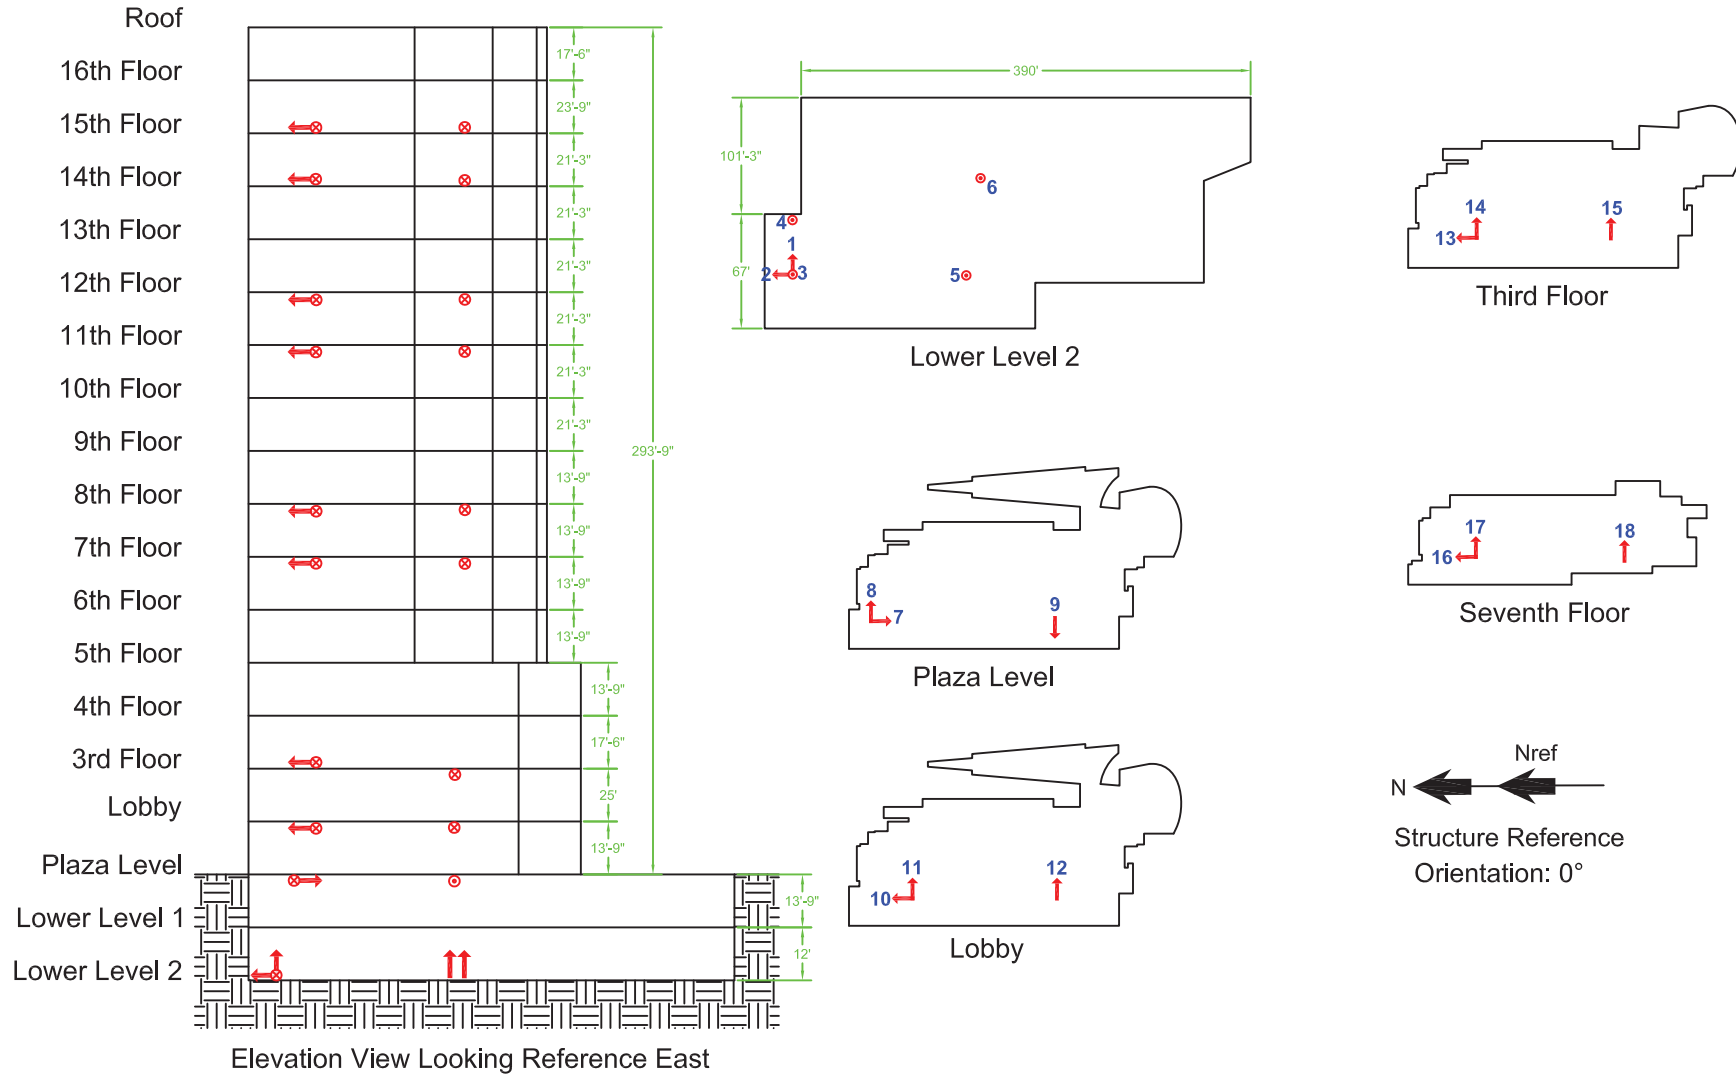 Roof
16th Floor
15th Floor
14th Floor
13th Floor
12th Floor
11th Floor
10th Floor
9th Floor
8th Floor
7th Floor
6th Floor
5th Floor
4th Floor
3rd Floor
Lobby
Plaza Level
Lower Level 1
Lower Level 2
17'-6"
23'-9"
21'-3"
21'-3"
21'-3"
21'-3"
21'-3"
21'-3"
13'-9"
13'-9"
13'-9"
13'-9"
13'-9"
17'-6"
25'
13'-9"
13'-9"
12'
293'-9"
Elevation View Looking Reference East
390'
101'-3"
67'
6
4
1
2
3
5
Lower Level 2
8
7
9
Plaza Level
11
10
12
Lobby
14
13
15
Third Floor
17
16
18
Seventh Floor
Nref
N
Structure Reference
Orientation: 0°